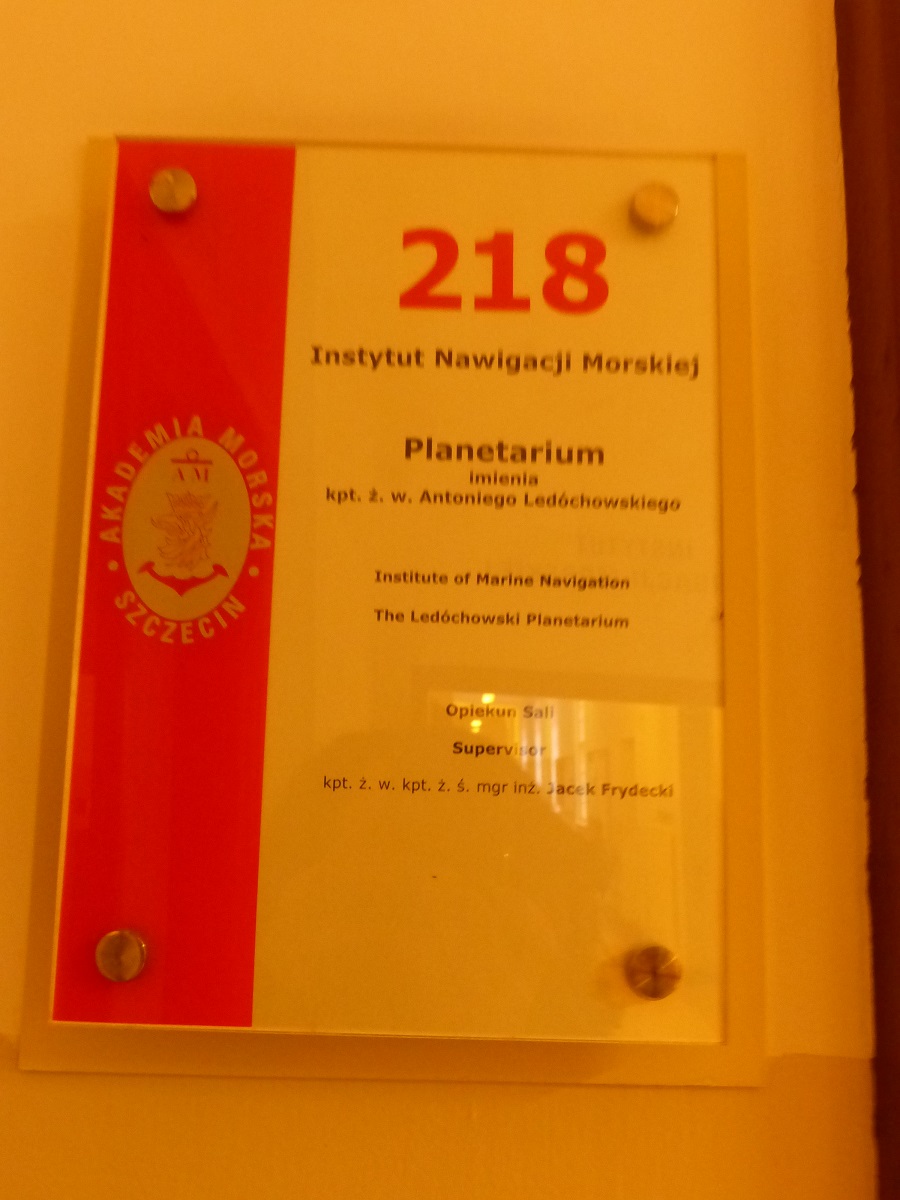 218
Instytut Nawigacji Morskiej
Planetarium
imienia
kpt. ż. w. Antoniego Ledóchowskiego
Institute of Marine Navigation
The Ledóchowski Planetarium
Opiekun Sali
Supervisor
kpt. ż. w. kpt. ż. ś. mgr inż. Jacek Frydecki
• AKADEMIA MORSKA •
SZCZECIN
AM